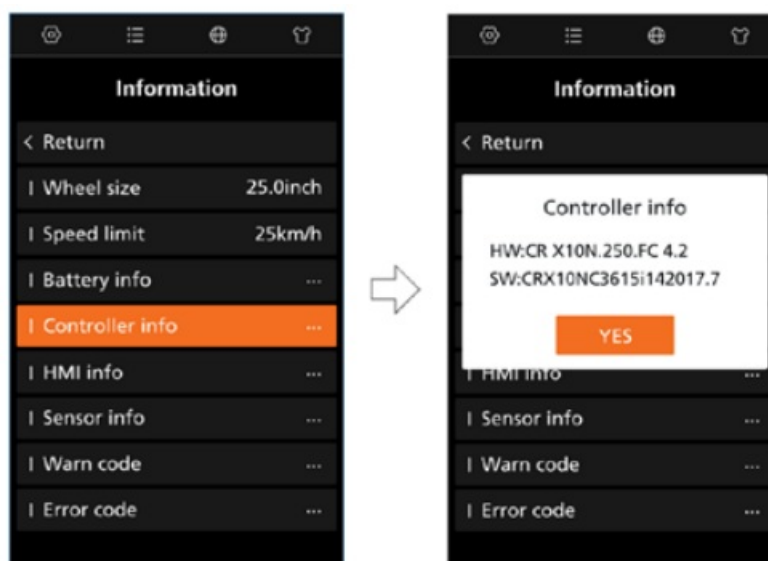 Information
< Return
| Wheel size 25.0inch
| Speed limit 25km/h
| Battery info ...
| Controller info ...
| HMI info ...
| Sensor info ...
| Warn code ...
| Error code ...
Information
< Return
Controller info
HW:CR X10N.250.FC 4.2
SW:CRX10NC3615i142017.7
YES
| HMI info ...
| Sensor info ...
| Warn code ...
| Error code ...